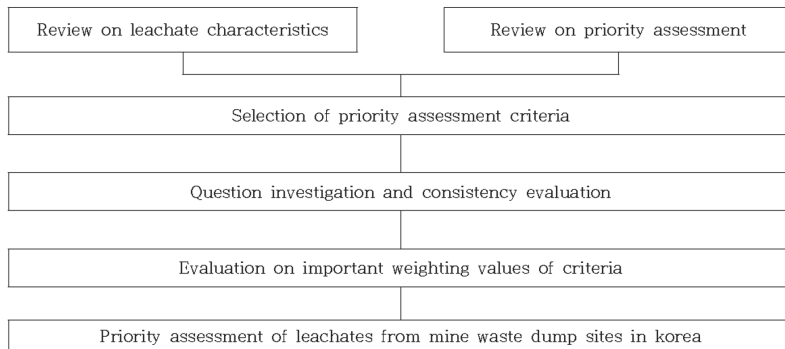 Review on leachate characteristics
Review on priority assessment
Selection of priority assessment criteria
Question investigation and consistency evaluation
Evaluation on important weighting values of criteria
Priority assessment of leachates from mine waste dump sites in korea